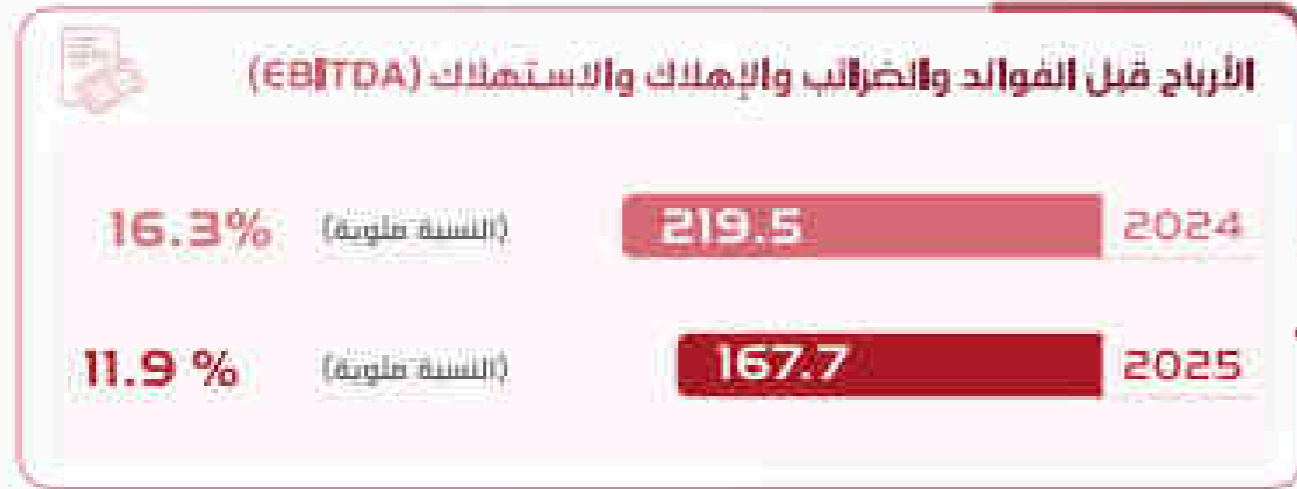 الأرباح قبل الفوائد والضرائب والإهلاك والاستهلاك (EBITDA)
2024 219.5 (النسبة مئوية) 16.3%
2025 167.7 (النسبة مئوية) 11.9 %